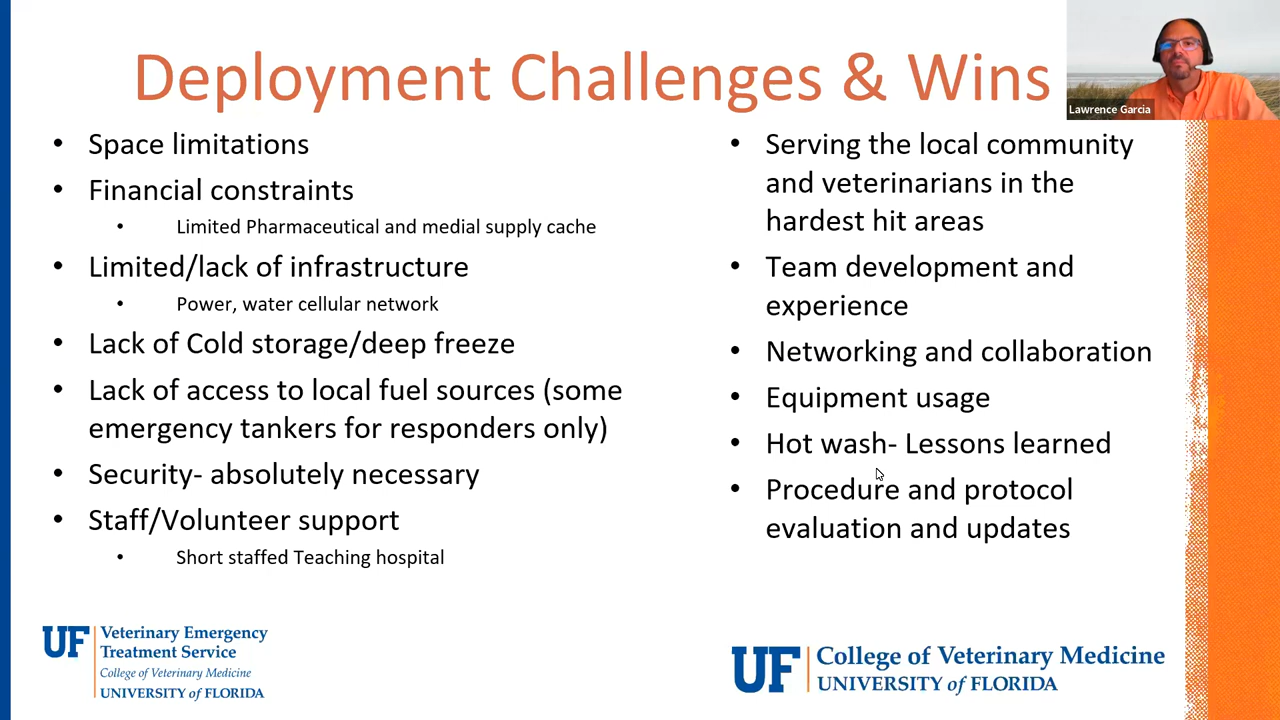 Deployment Challenges & Wins
Lawrence Garcia
• Space limitations
• Financial constraints
• Limited Pharmaceutical and medial supply cache
• Limited/lack of infrastructure
• Power, water cellular network
• Lack of Cold storage/deep freeze
• Lack of access to local fuel sources (some
emergency tankers for responders only)
• Security- absolutely necessary
• Staff/Volunteer support
• Short staffed Teaching hospital
• Serving the local community
and veterinarians in the
hardest hit areas
• Team development and
experience
• Networking and collaboration
• Equipment usage
• Hot wash- Lessons learned
• Procedure and protocol
evaluation and updates
UF
Veterinary Emergency
Treatment Service
College of Veterinary Medicine
UNIVERSITY of FLORIDA
UF
College of Veterinary Medicine
UNIVERSITY of FLORIDA